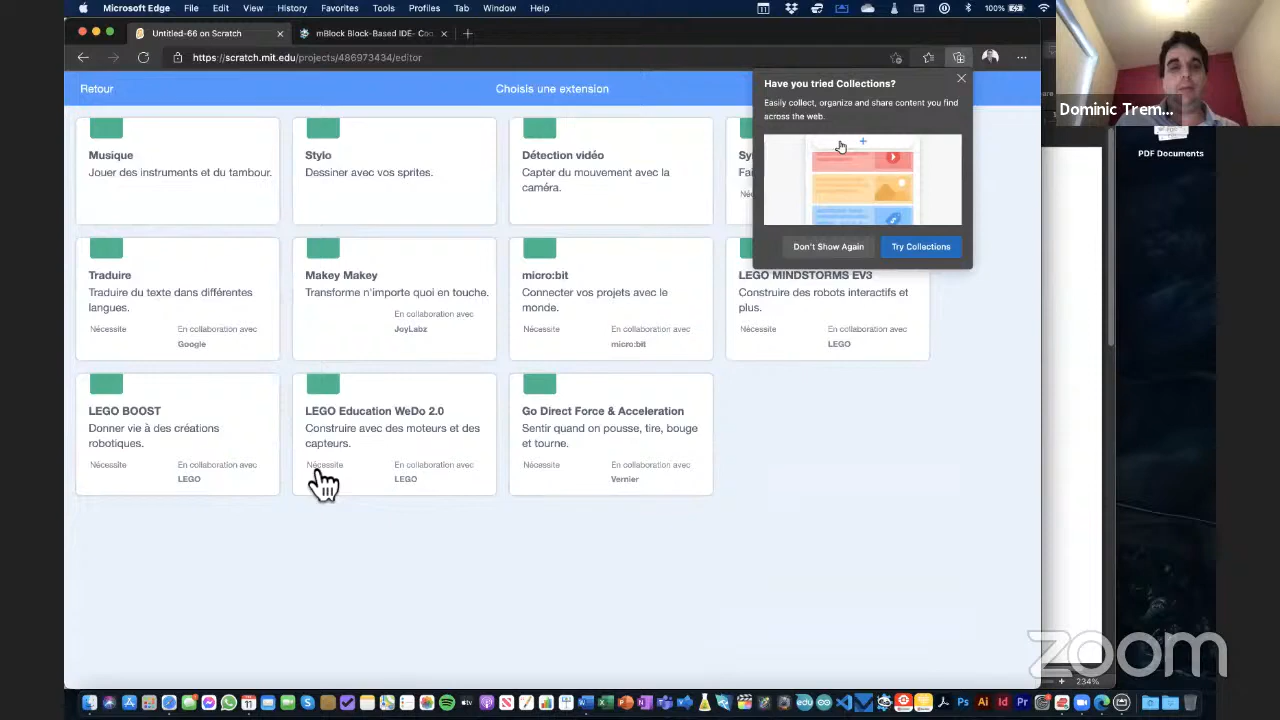 Microsoft Edge File Edit View History Favorites Tools Profiles Tab Window Help
100%
Untitled-66 on Scratch
mBlock Block-Based IDE- Co
https://scratch.mit.edu/projects/486973434/editor
Retour
Choisis une extension
Have you tried Collections?
Easily collect, organize and share content you find
across the web.
Don't Show Again
Try Collections
Musique
Jouer des instruments et du tambour.
Stylo
Dessiner avec vos sprites.
Détection vidéo
Capter du mouvement avec la
caméra.
Traduire
Traduire du texte dans différentes
langues.
Nécessite
En collaboration avec
Google
Makey Makey
Transforme n'importe quoi en touche.
En collaboration avec
JoyLabz
micro:bit
Connecter vos projets avec le
monde.
Nécessite
En collaboration avec
micro:bit
LEGO MINDSTORMS EV3
Construire des robots interactifs et
plus.
Nécessite
En collaboration avec
LEGO
LEGO BOOST
Donner vie à des créations
robotiques.
Nécessite
En collaboration avec
LEGO
LEGO Education WeDo 2.0
Construire avec des moteurs et des
capteurs.
Nécessite
En collaboration avec
LEGO
Go Direct Force & Acceleration
Sentir quand on pousse, tire, bouge
et tourne.
Nécessite
En collaboration avec
Vernier
Dominic Trem...
PDF Documents
zoom
234%